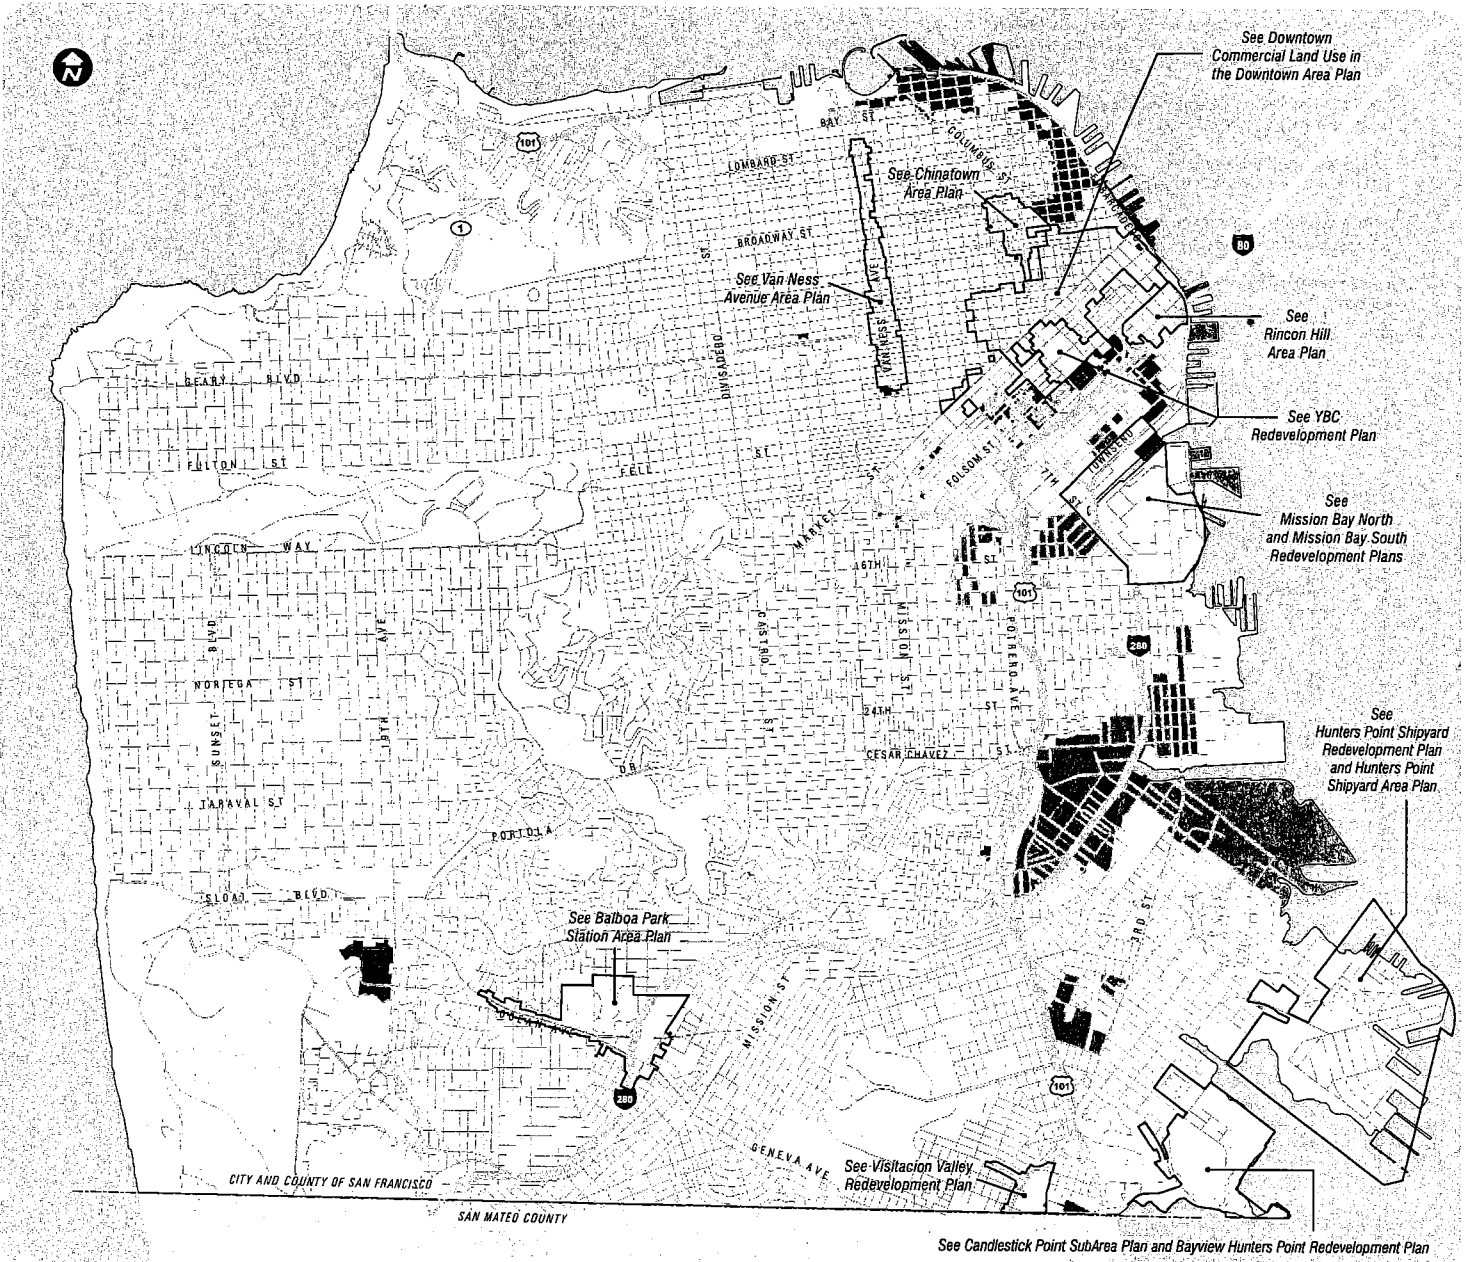 N
See Downtown
Commercial Land Use in
the Downtown Area Plan
101
BAY ST
COLUMBUS ST
LOMBARD ST
See Chinatown
Area Plan
EMBARCADERO
1
BROADWAY ST
80
See Van Ness
Avenue Area Plan
VAN NESS AVE
See
Rincon Hill
Area Plan
DIVISADERO ST
GEARY BLVD
See YBC
Redevelopment Plan
FULTON ST
FELL ST
FOLSOM ST
TOWNSEND
7TH ST
MARKET ST
See
Mission Bay North
and Mission Bay South
Redevelopment Plans
LINCOLN WAY
16TH ST
101
SUNSET BLVD
19TH AVE
CASTRO ST
MISSION ST
POTRERO AVE
280
NORIEGA ST
24TH ST
CESAR CHAVEZ ST
See
Hunters Point Shipyard
Redevelopment Plan
and Hunters Point
Shipyard Area Plan
TARAVAL ST
PORTOLA DR
SLOAT BLVD
See Balboa Park
Station Area Plan
3RD ST
OCEAN AVE
MISSION ST
280
101
GENEVA AVE
See Visitacion Valley
Redevelopment Plan
CITY AND COUNTY OF SAN FRANCISCO
SAN MATEO COUNTY
See Candlestick Point SubArea Plan and Bayview Hunters Point Redevelopment Plan